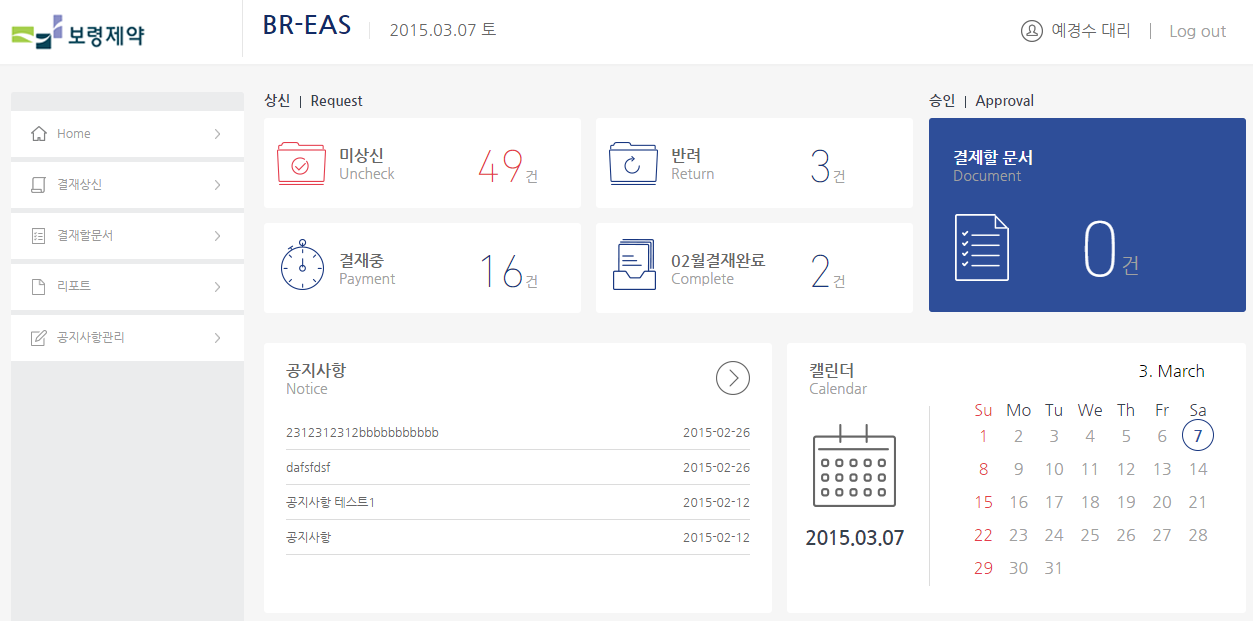 보령제약
BR-EAS
2015.03.07 토
예경수 대리 | Log out
Home
결재상신
결재할문서
리포트
공지사항관리
상신 | Request
미상신
Uncheck
49건
반려
Return
3건
결재중
Payment
16건
02월결재완료
Complete
2건
승인 | Approval
결제할 문서
Document
0건
공지사항
Notice
2312312312bbbbbbbbbbb 2015-02-26
dafsfdsf 2015-02-26
공지사항 테스트1 2015-02-12
공지사항 2015-02-12
캘린더
Calendar
2015.03.07
3. March
Su Mo Tu We Th Fr Sa
1 2 3 4 5 6 7
8 9 10 11 12 13 14
15 16 17 18 19 20 21
22 23 24 25 26 27 28
29 30 31